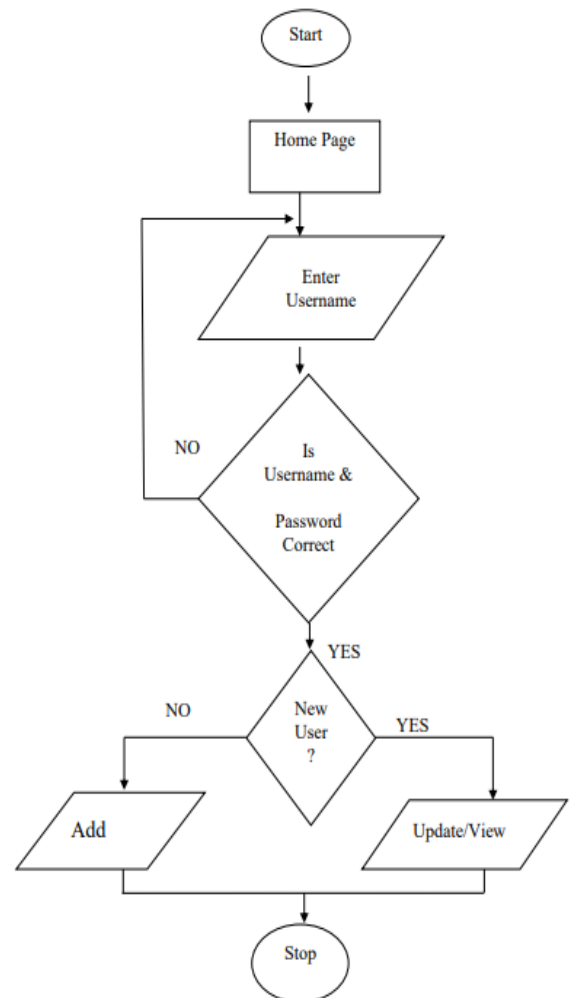 Start
Home Page
Enter
Username
NO
Is
Username &
Password
Correct
YES
NO
New
User
?
YES
Add
Update/View
Stop